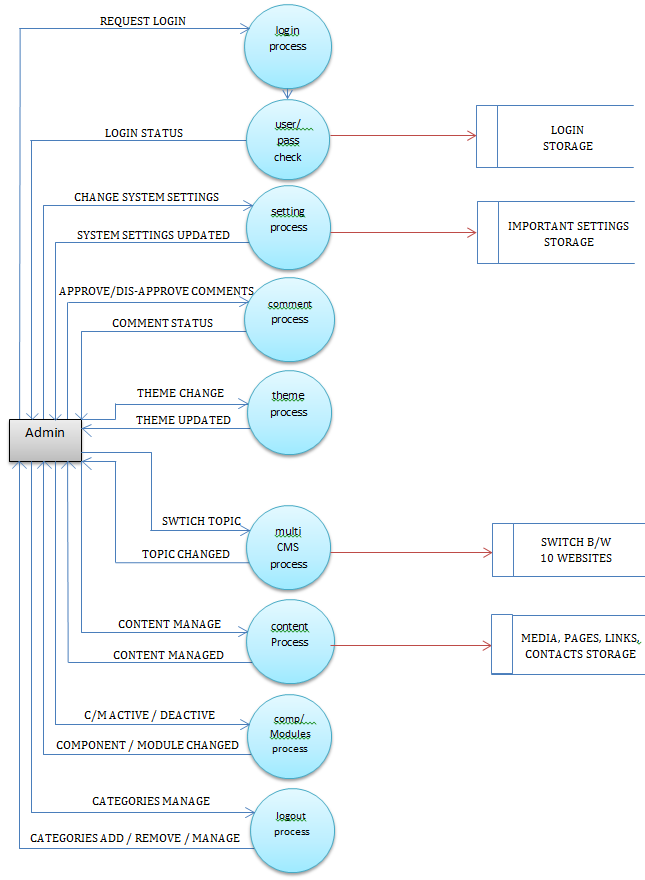 REQUEST LOGIN
login
process
LOGIN STATUS
user/
pass
check
LOGIN
STORAGE
CHANGE SYSTEM SETTINGS
SYSTEM SETTINGS UPDATED
setting
process
IMPORTANT SETTINGS
STORAGE
APPROVE/DIS-APPROVE COMMENTS
COMMENT STATUS
comment
process
THEME CHANGE
THEME UPDATED
theme
process
Admin
SWTICH TOPIC
TOPIC CHANGED
multi
CMS
process
SWITCH B/W
10 WEBSITES
CONTENT MANAGE
CONTENT MANAGED
content
Process
MEDIA, PAGES, LINKS,
CONTACTS STORAGE
C/M ACTIVE / DEACTIVE
COMPONENT / MODULE CHANGED
comp/
Modules
process
CATEGORIES MANAGE
CATEGORIES ADD / REMOVE / MANAGE
logout
process